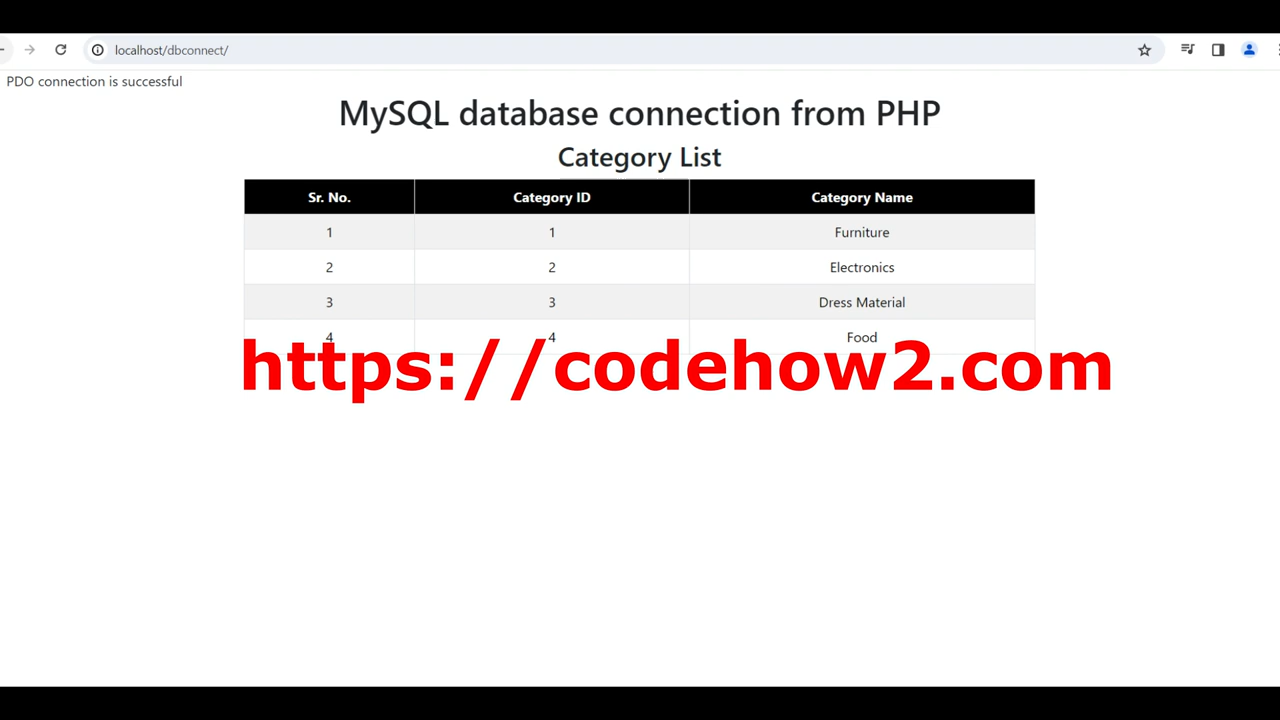 localhost/dbconnect/
PDO connection is successful
MySQL database connection from PHP
Category List
Sr. No. Category ID Category Name
1 1 Furniture
2 2 Electronics
3 3 Dress Material
4 4 Food
https://codehow2.com